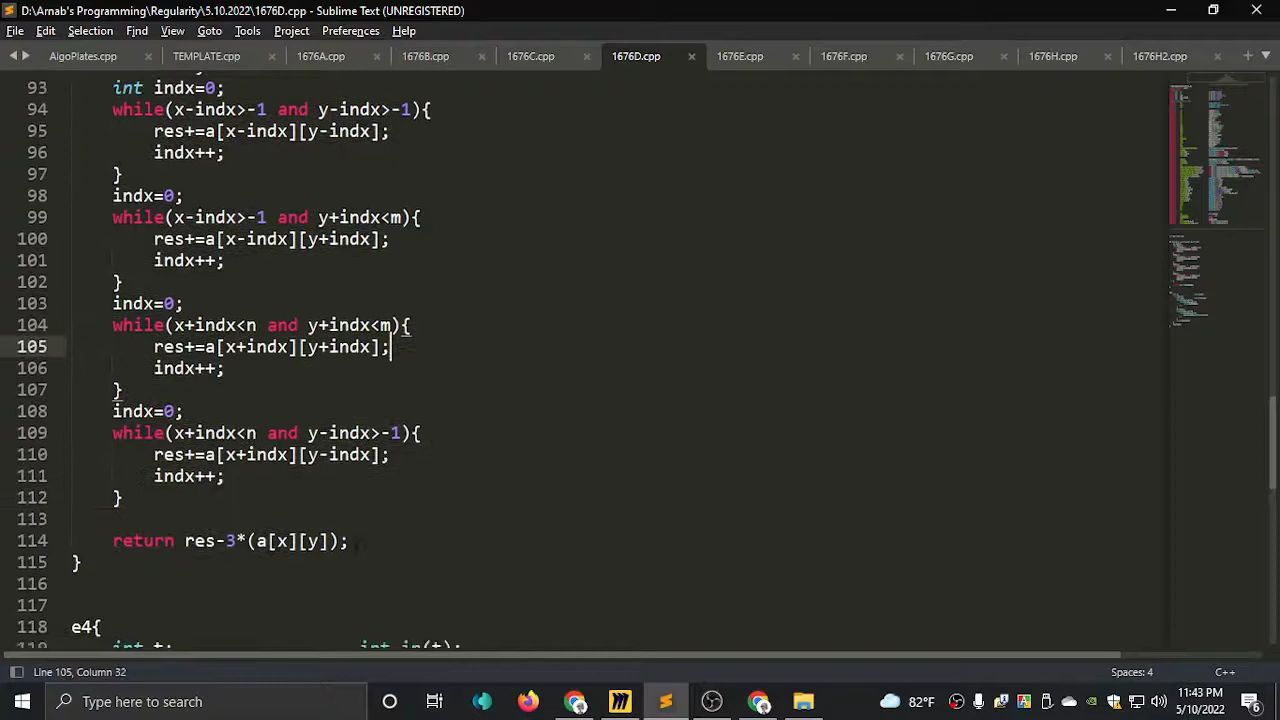 D:\Arnab's Programming\Regularity\5.10.2022\1676D.cpp - Sublime Text (UNREGISTERED)
File Edit Selection Find View Goto Tools Project Preferences Help
AlgoPlates.cpp TEMPLATE.cpp 1676A.cpp 1676B.cpp 1676C.cpp 1676D.cpp 1676E.cpp 1676F.cpp 1676G.cpp 1676H.cpp 1676H2.cpp
93 int indx=0;
94 while(x-indx>-1 and y-indx>-1){
95 res+=a[x-indx][y-indx];
96 indx++;
97 }
98 indx=0;
99 while(x-indx>-1 and y+indx<m){
100 res+=a[x-indx][y+indx];
101 indx++;
102 }
103 indx=0;
104 while(x+indx<n and y+indx<m){
105 res+=a[x+indx][y+indx];
106 indx++;
107 }
108 indx=0;
109 while(x+indx<n and y-indx>-1){
110 res+=a[x+indx][y-indx];
111 indx++;
112 }
113
114 return res-3*(a[x][y]);
115 }
116
117
118 e4{
119 int t; int in(t);
Line 105, Column 32 Spaces: 4 C++
Type here to search 82°F 11:43 PM
5/10/2022 6